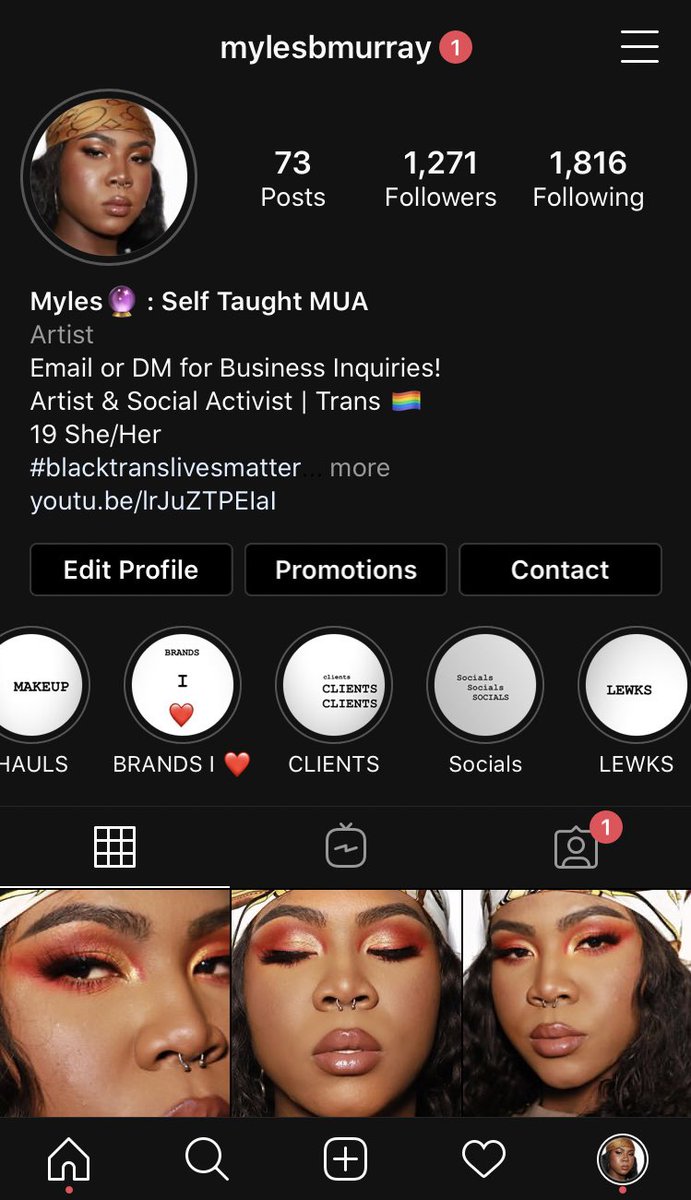 mylesbmurray 1
73 1,271 1,816
Posts Followers Following
Myles🔮 : Self Taught MUA
Artist
Email or DM for Business Inquiries!
Artist & Social Activist | Trans 🏳️‍🌈
19 She/Her
#blacktranslivesmatter... more
youtu.be/lrJuZTPElaI
Edit Profile Promotions Contact
MAKEUP
BRANDS
I
❤️
clients
CLIENTS
CLIENTS
Socials
Socials
SOCIALS
LEWKS
HAULS BRANDS I ❤️ CLIENTS Socials LEWKS
1